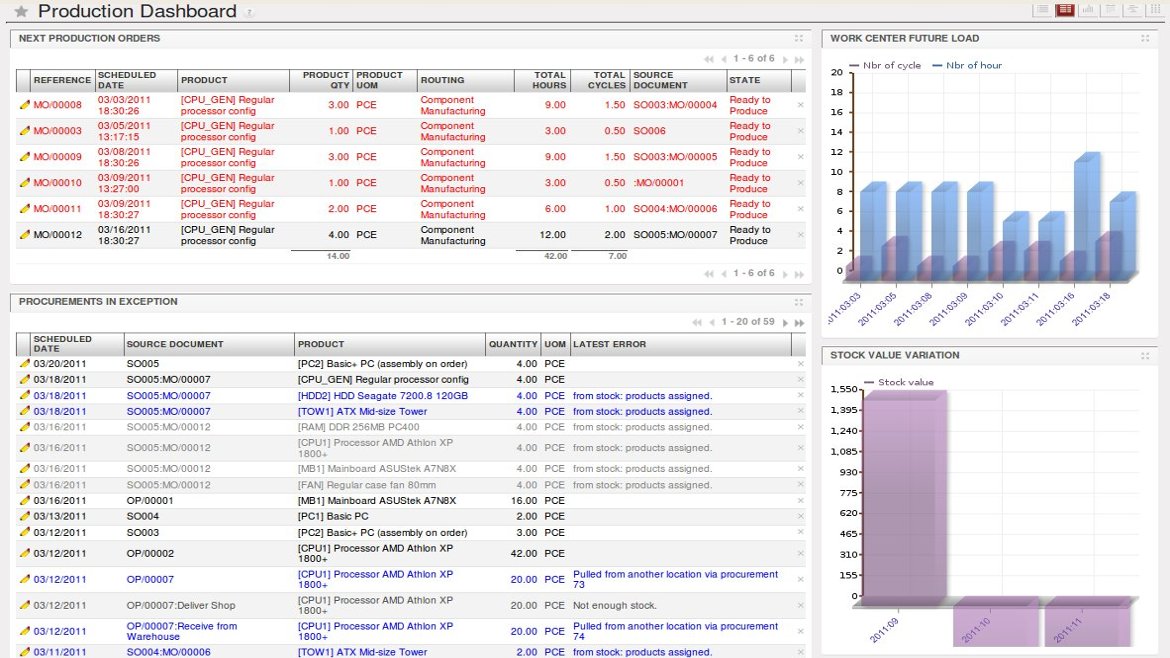 Production Dashboard ?
NEXT PRODUCTION ORDERS
1 - 6 of 6
REFERENCE SCHEDULED DATE PRODUCT PRODUCT QTY PRODUCT UOM ROUTING TOTAL HOURS TOTAL CYCLES SOURCE DOCUMENT STATE
MO/00008 03/03/2011 18:30:26 [CPU_GEN] Regular processor config 3.00 PCE Component Manufacturing 9.00 1.50 SO003:MO/00004 Ready to Produce
MO/00003 03/05/2011 13:17:15 [CPU_GEN] Regular processor config 1.00 PCE Component Manufacturing 3.00 0.50 SO006 Ready to Produce
MO/00009 03/08/2011 18:30:26 [CPU_GEN] Regular processor config 3.00 PCE Component Manufacturing 9.00 1.50 SO003:MO/00005 Ready to Produce
MO/00010 03/09/2011 13:27:00 [CPU_GEN] Regular processor config 1.00 PCE Component Manufacturing 3.00 0.50 :MO/00001 Ready to Produce
MO/00011 03/09/2011 18:30:27 [CPU_GEN] Regular processor config 2.00 PCE Component Manufacturing 6.00 1.00 SO004:MO/00006 Ready to Produce
MO/00012 03/16/2011 18:30:27 [CPU_GEN] Regular processor config 4.00 PCE Component Manufacturing 12.00 2.00 SO005:MO/00007 Ready to Produce
14.00 42.00 7.00
1 - 6 of 6
PROCUREMENTS IN EXCEPTION
1 - 20 of 59
SCHEDULED DATE SOURCE DOCUMENT PRODUCT QUANTITY UOM LATEST ERROR
03/20/2011 SO005 [PC2] Basic+ PC (assembly on order) 4.00 PCE
03/18/2011 SO005:MO/00007 [CPU_GEN] Regular processor config 4.00 PCE
03/18/2011 SO005:MO/00007 [HDD2] HDD Seagate 7200.8 120GB 4.00 PCE from stock: products assigned.
03/18/2011 SO005:MO/00007 [TOW1] ATX Mid-size Tower 4.00 PCE from stock: products assigned.
03/16/2011 SO005:MO/00012 [RAM] DDR 256MB PC400 4.00 PCE from stock: products assigned.
03/16/2011 SO005:MO/00012 [CPU1] Processor AMD Athlon XP 1800+ 4.00 PCE from stock: products assigned.
03/16/2011 SO005:MO/00012 [MB1] Mainboard ASUStek A7N8X 4.00 PCE from stock: products assigned.
03/16/2011 SO005:MO/00012 [FAN] Regular case fan 80mm 4.00 PCE from stock: products assigned.
03/16/2011 OP/00001 [MB1] Mainboard ASUStek A7N8X 16.00 PCE
03/13/2011 SO004 [PC1] Basic PC 2.00 PCE
03/12/2011 SO003 [PC2] Basic+ PC (assembly on order) 3.00 PCE
03/12/2011 OP/00002 [CPU1] Processor AMD Athlon XP 1800+ 42.00 PCE
03/12/2011 OP/00007 [CPU1] Processor AMD Athlon XP 1800+ 20.00 PCE Pulled from another location via procurement 73
03/12/2011 OP/00007:Deliver Shop [CPU1] Processor AMD Athlon XP 1800+ 20.00 PCE Not enough stock.
03/12/2011 OP/00007:Receive from Warehouse [CPU1] Processor AMD Athlon XP 1800+ 20.00 PCE Pulled from another location via procurement 74
03/11/2011 SO004:MO/00006 [TOW1] ATX Mid-size Tower 2.00 PCE from stock: products assigned.
WORK CENTER FUTURE LOAD
Nbr of cycle Nbr of hour
20
18
16
14
12
10
8
6
4
2
0
2011-03-03 2011-03-05 2011-03-08 2011-03-09 2011-03-10 2011-03-11 2011-03-16 2011-03-18
STOCK VALUE VARIATION
Stock value
1,550
1,395
1,240
1,085
930
775
620
465
310
155
0
2011-09 2011-10 2011-11